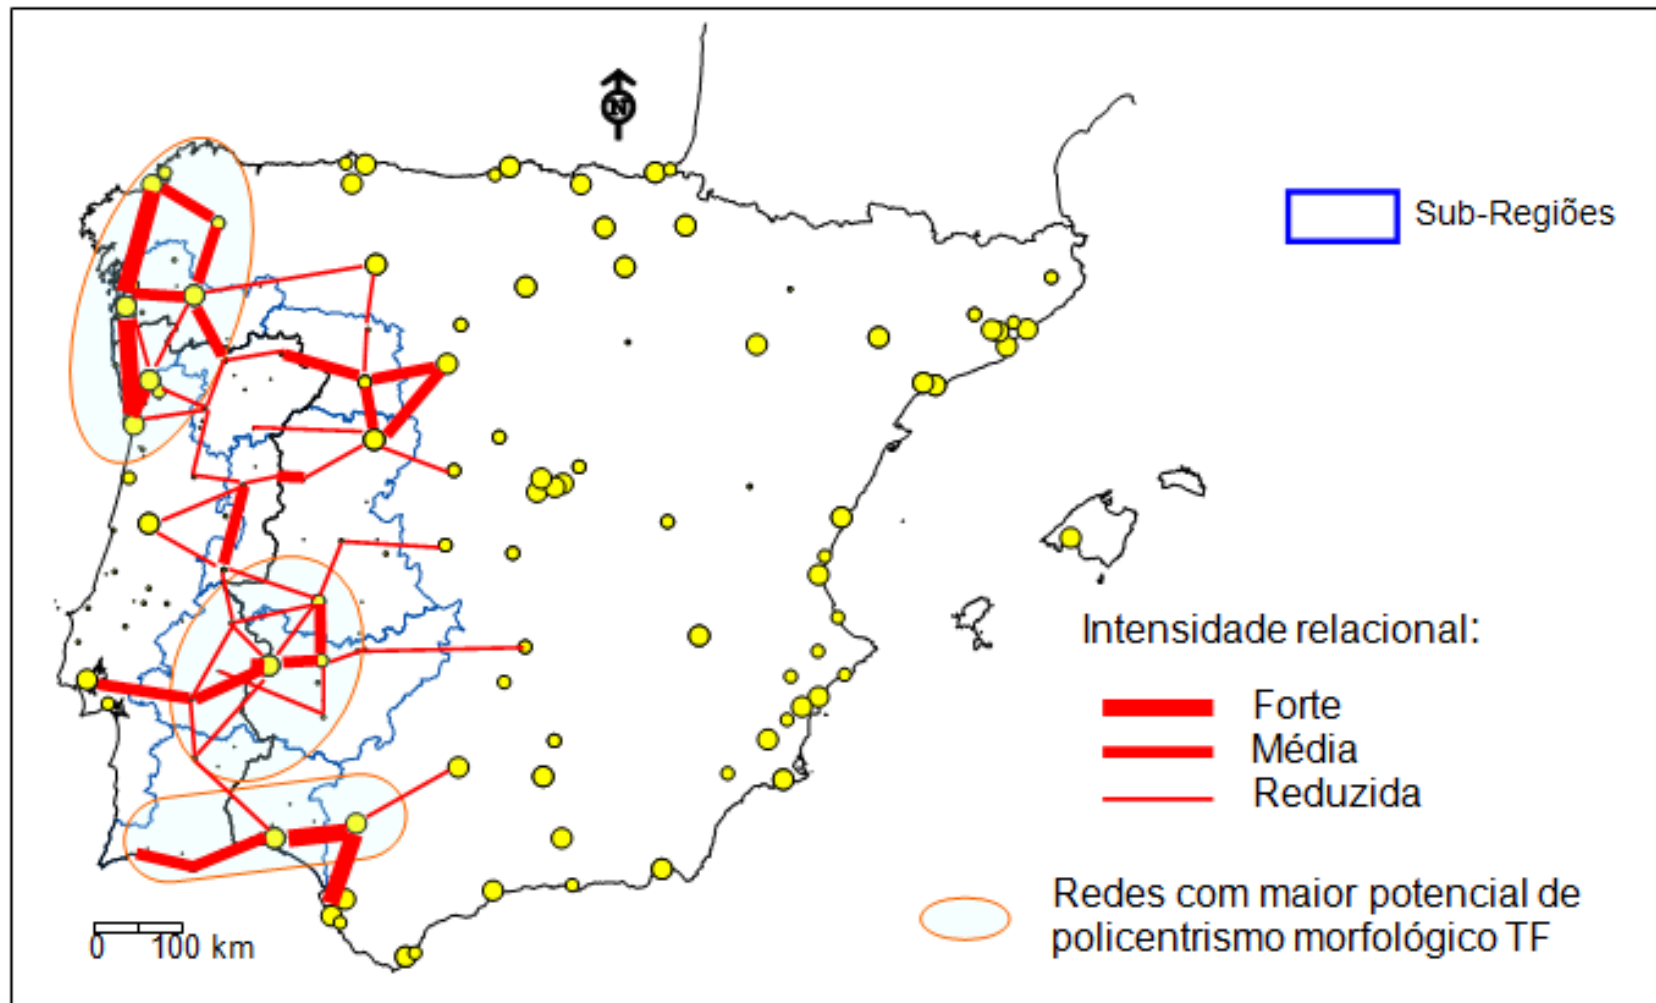 N
Sub-Regiões
Intensidade relacional:
Forte
Média
Reduzida
Redes com maior potencial de
policentrismo morfológico TF
0 100 km